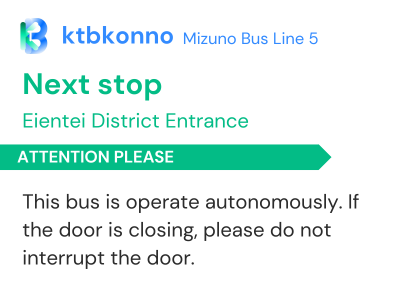 ktbkonno Mizuno Bus Line 5
Next stop
Eientei District Entrance
ATTENTION PLEASE
This bus is operate autonomously. If
the door is closing, please do not
interrupt the door.